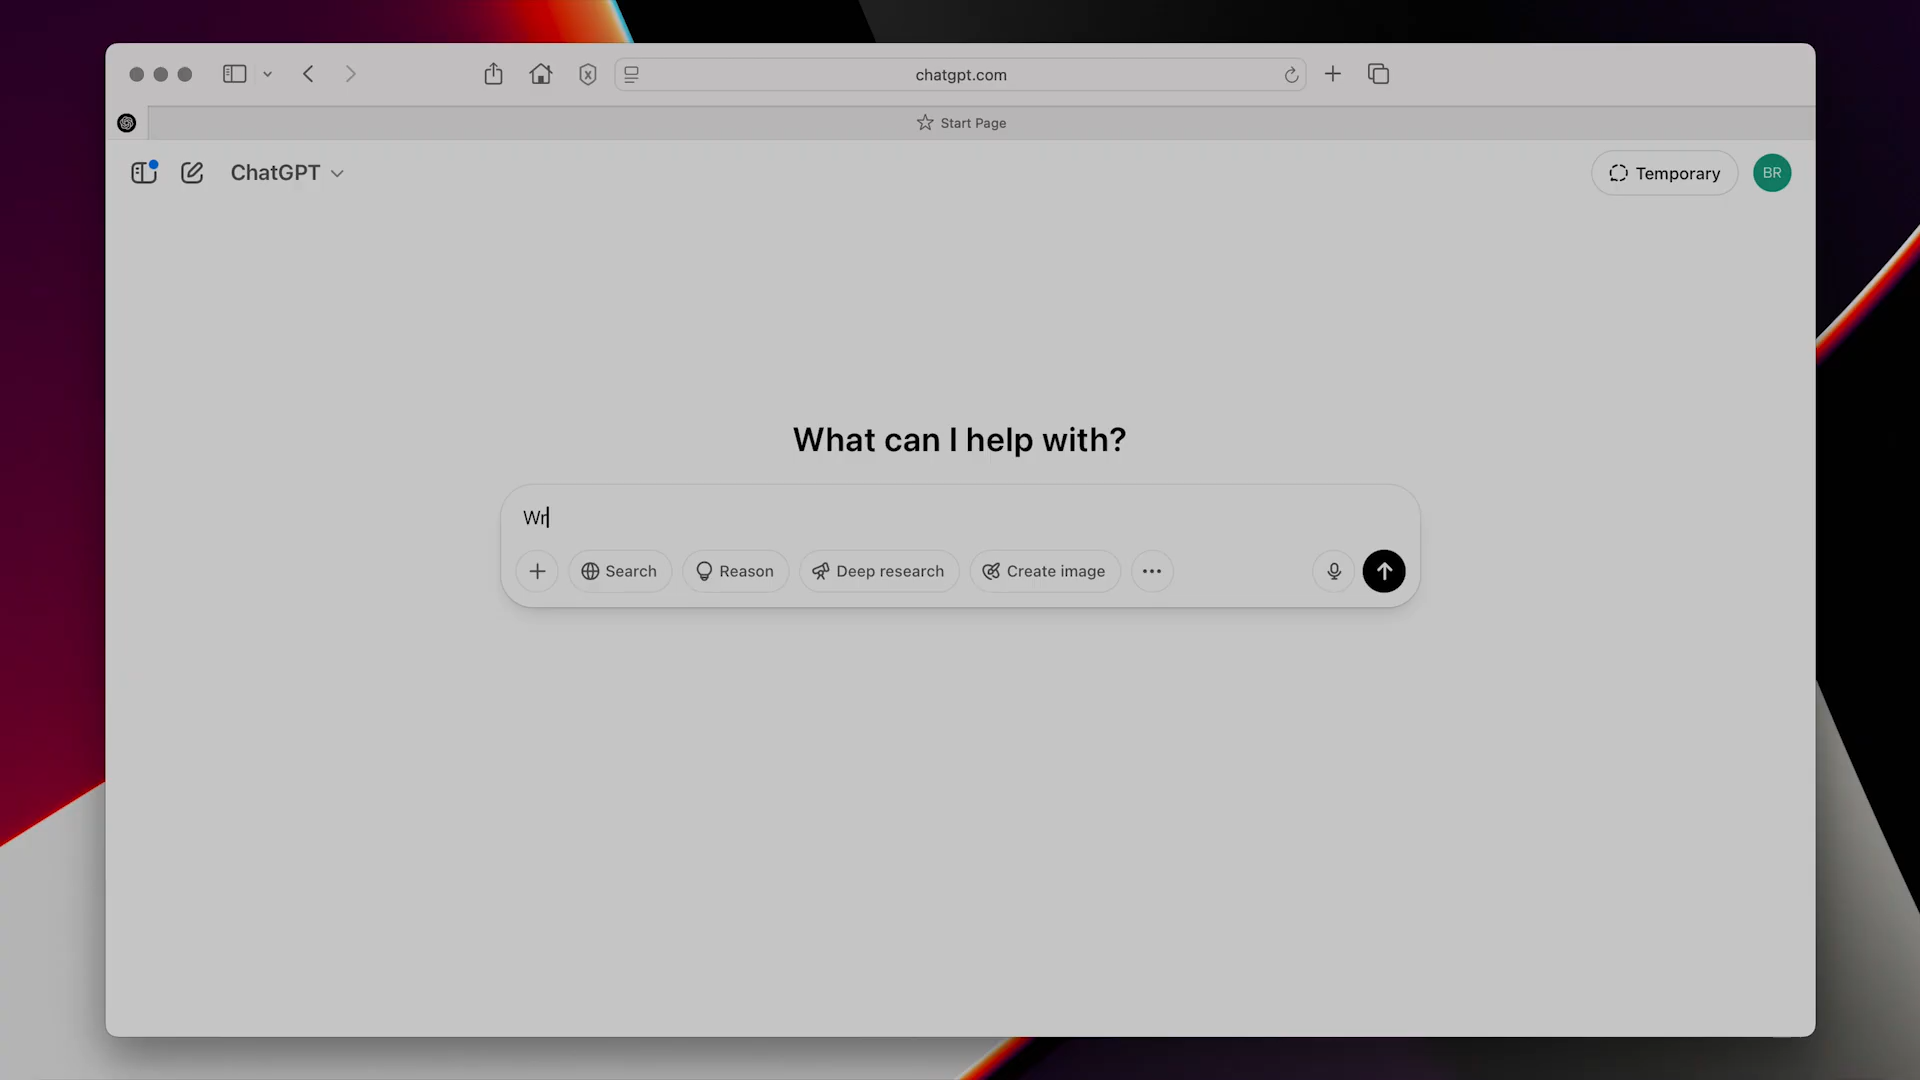 chatgpt.com
Start Page
ChatGPT
Temporary
BR
What can I help with?
Wr
Search
Reason
Deep research
Create image